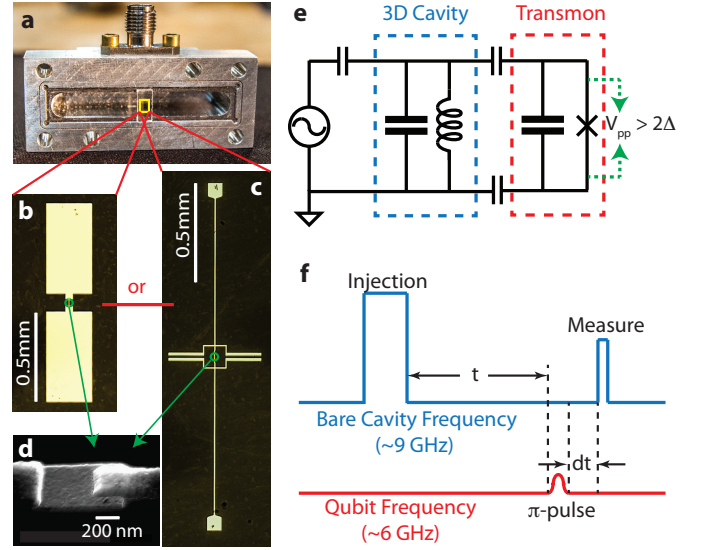 a
b
0.5mm
or
c
0.5mm
d
200 nm
e
3D Cavity
Transmon
Vpp > 2Δ
f
Injection
Measure
t
Bare Cavity Frequency
(~9 GHz)
dt
Qubit Frequency
(~6 GHz)
π-pulse